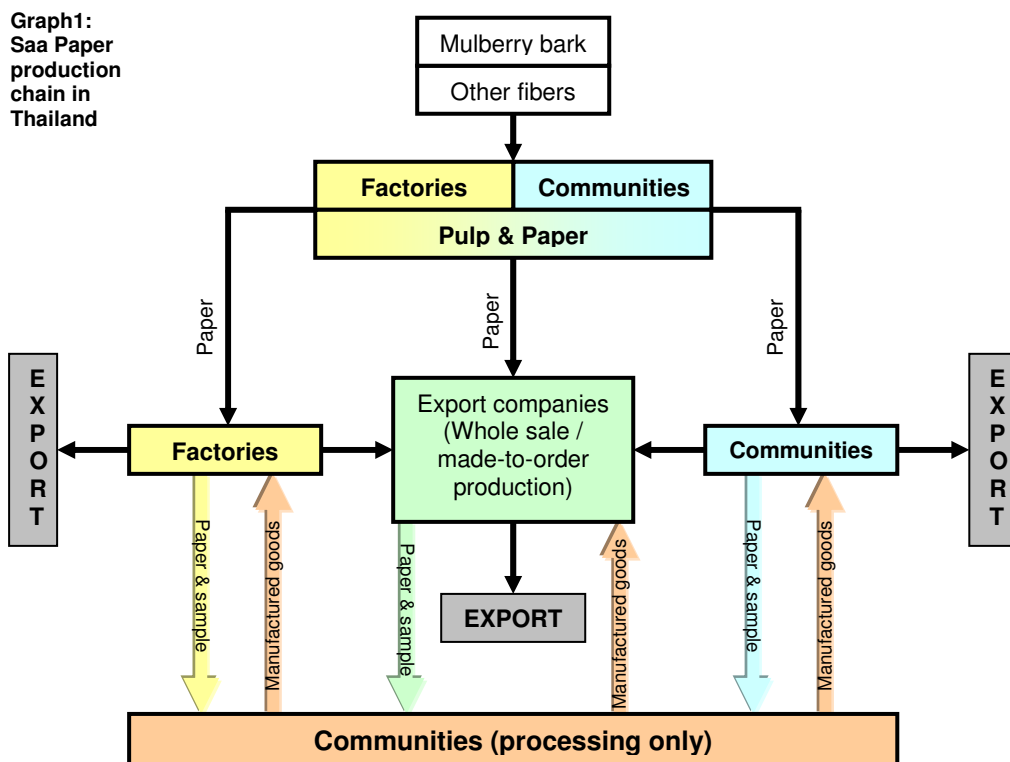 Graph1:
Saa Paper
production
chain in
Thailand
Mulberry bark
Other fibers
Factories
Communities
Pulp & Paper
Paper
Paper
Paper
EXPORT
Factories
Export companies
(Whole sale /
made-to-order
production)
Communities
EXPORT
Paper & sample
Manufactured goods
Paper & sample
EXPORT
Manufactured goods
Paper & sample
Manufactured goods
Communities (processing only)